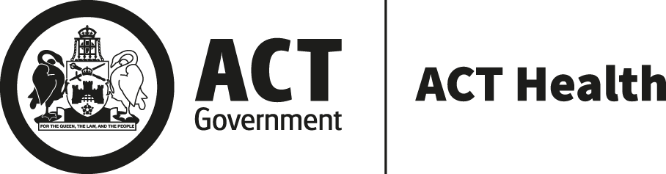 FOR THE QUEEN, THE LAW, AND THE PEOPLE
ACT
Government
ACT Health